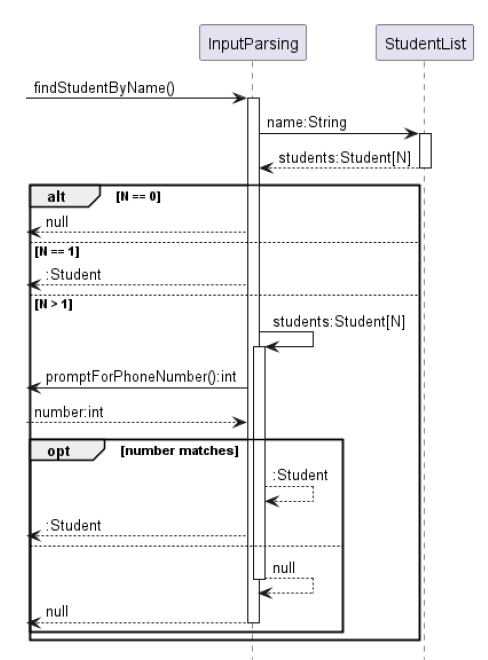 InputParsing
StudentList
findStudentByName()
name:String
students:Student[N]
alt [N == 0]
null
[N == 1]
:Student
[N > 1]
students:Student[N]
promptForPhoneNumber():int
number:int
opt [number matches]
:Student
:Student
null
null